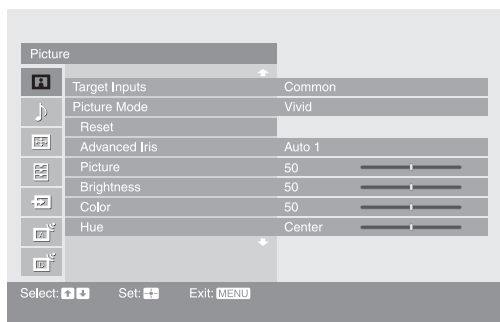 Picture
Target Inputs Common
Picture Mode Vivid
Reset
Advanced Iris Auto 1
Picture 50
Brightness 50
Color 50
Hue Center
Select: Set: Exit: MENU